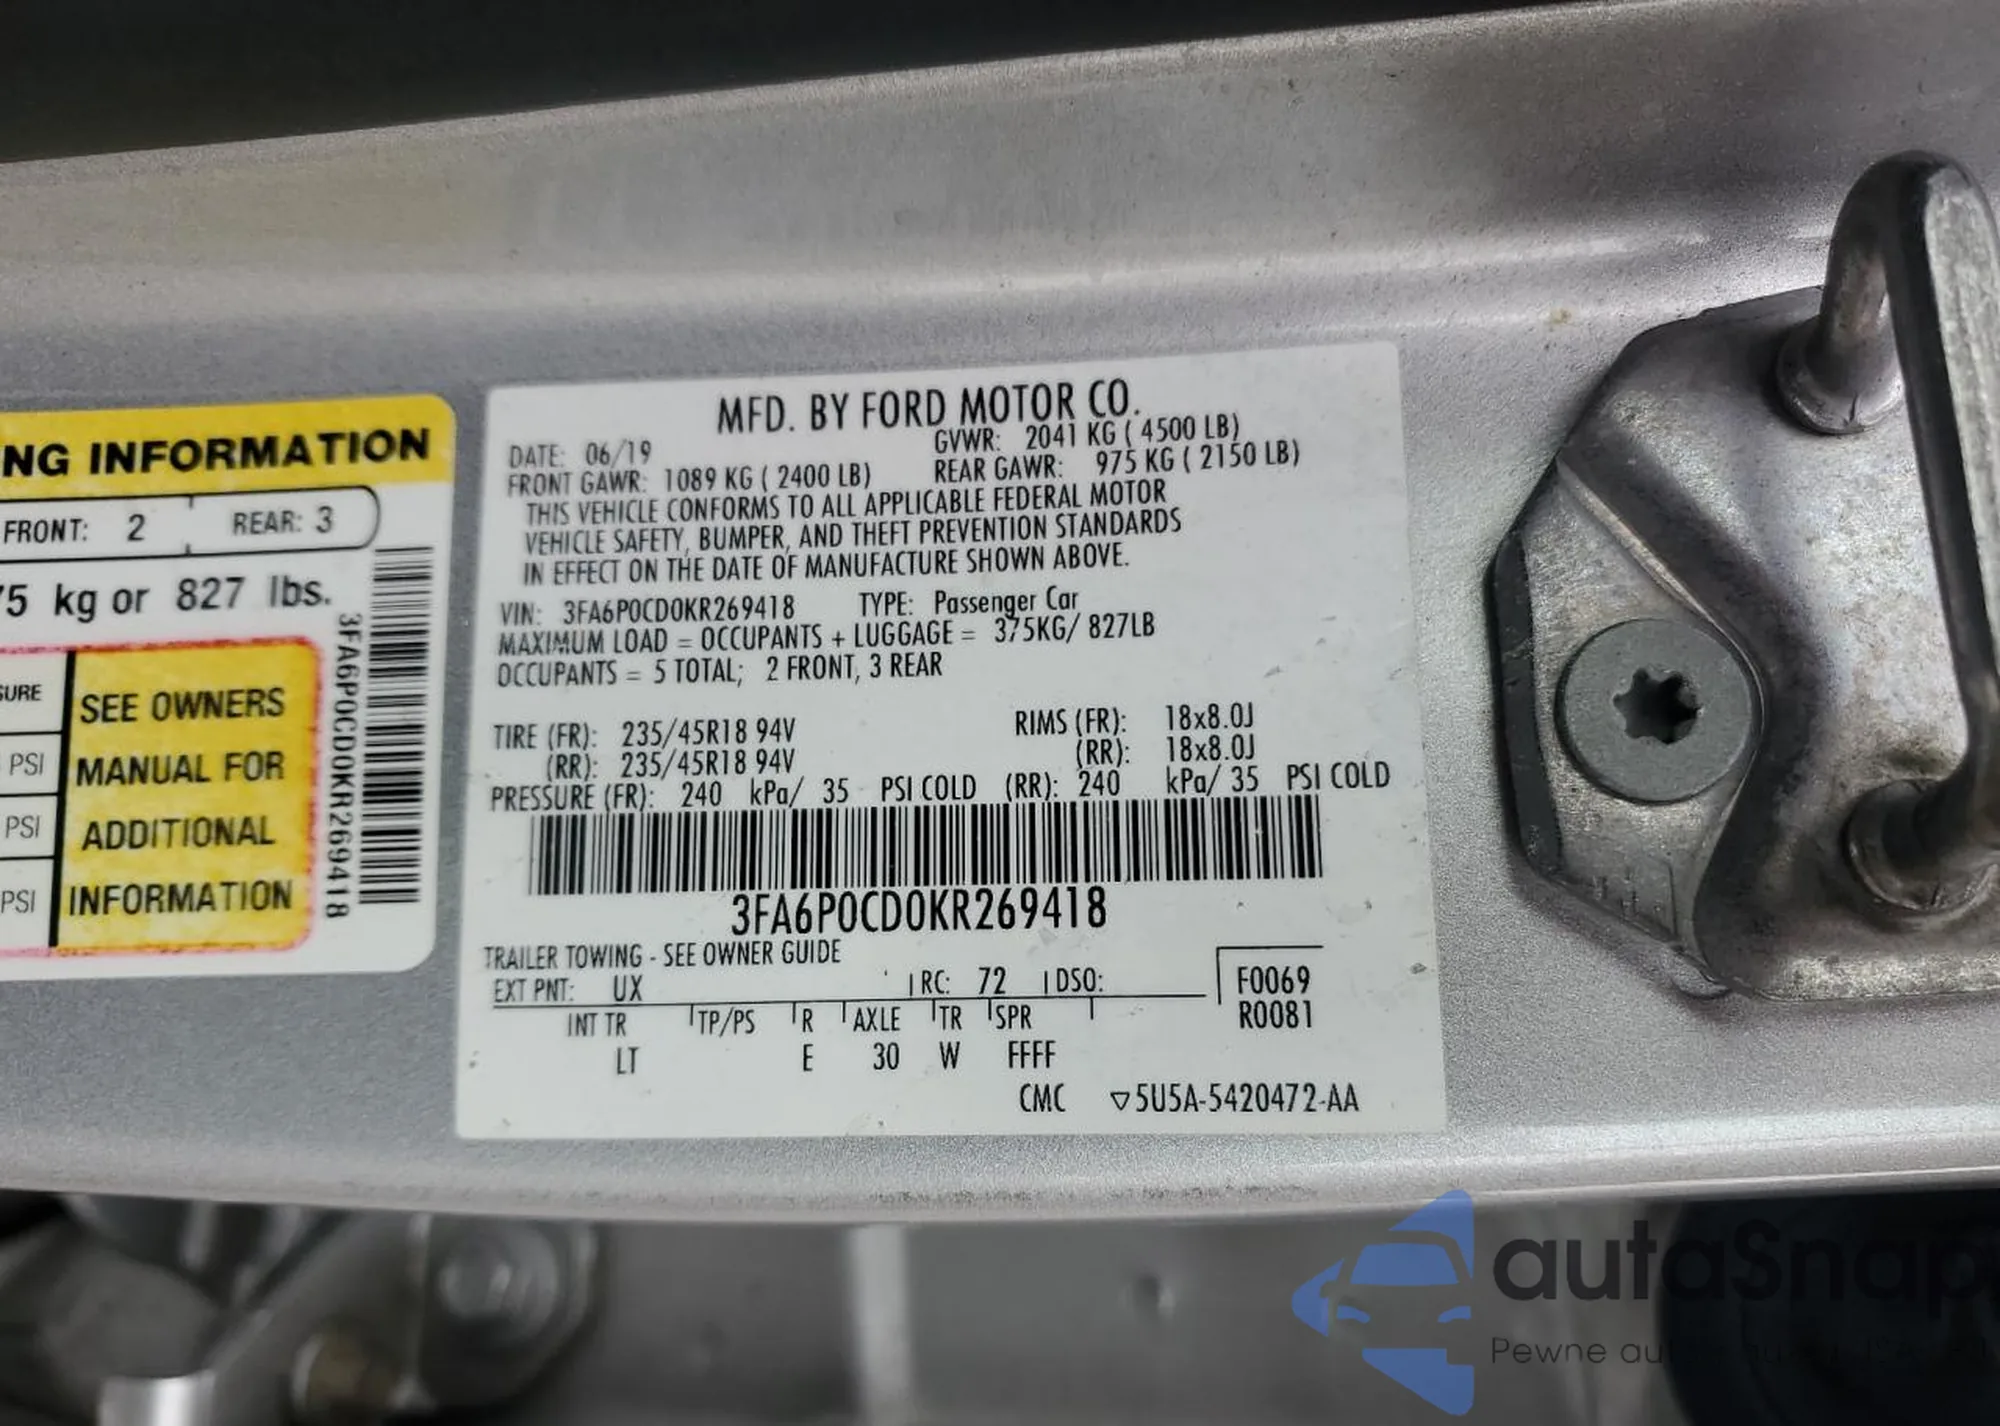 NG INFORMATION
FRONT: 2 REAR: 3
75 kg or 827 lbs.
SURE
PSI
PSI
PSI
SEE OWNERS
MANUAL FOR
ADDITIONAL
INFORMATION
3FA6P0CD0KR269418
MFD. BY FORD MOTOR CO.
DATE: 06/19 GVWR: 2041 KG ( 4500 LB)
FRONT GAWR: 1089 KG ( 2400 LB) REAR GAWR: 975 KG ( 2150 LB)
THIS VEHICLE CONFORMS TO ALL APPLICABLE FEDERAL MOTOR
VEHICLE SAFETY, BUMPER, AND THEFT PREVENTION STANDARDS
IN EFFECT ON THE DATE OF MANUFACTURE SHOWN ABOVE.
VIN: 3FA6P0CD0KR269418 TYPE: Passenger Car
MAXIMUM LOAD = OCCUPANTS + LUGGAGE = 375KG/ 827LB
OCCUPANTS = 5 TOTAL; 2 FRONT, 3 REAR
TIRE (FR): 235/45R18 94V RIMS (FR): 18x8.0J
(RR): 235/45R18 94V (RR): 18x8.0J
PRESSURE (FR): 240 kPa/ 35 PSI COLD (RR): 240 kPa/ 35 PSI COLD
3FA6P0CD0KR269418
TRAILER TOWING - SEE OWNER GUIDE
EXT PNT: UX RC: 72 DSO: F0069
INT TR TP/PS R AXLE TR SPR R0081
LT E 30 W FFFF
CMC ▽5U5A-5420472-AA
autaSnap
Pewne au